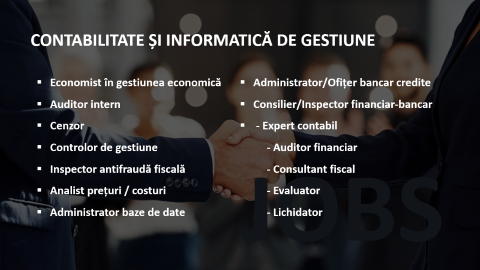 CONTABILITATE ȘI INFORMATICĂ DE GESTIUNE
▪ Economist în gestiunea economică
▪ Auditor intern
▪ Cenzor
▪ Controlor de gestiune
▪ Inspector antifraudă fiscală
▪ Analist prețuri / costuri
▪ Administrator baze de date
▪ Administrator/Ofițer bancar credite
▪ Consilier/Inspector financiar-bancar
▪ - Expert contabil
- Auditor financiar
- Consultant fiscal
- Evaluator
- Lichidator
JOBS